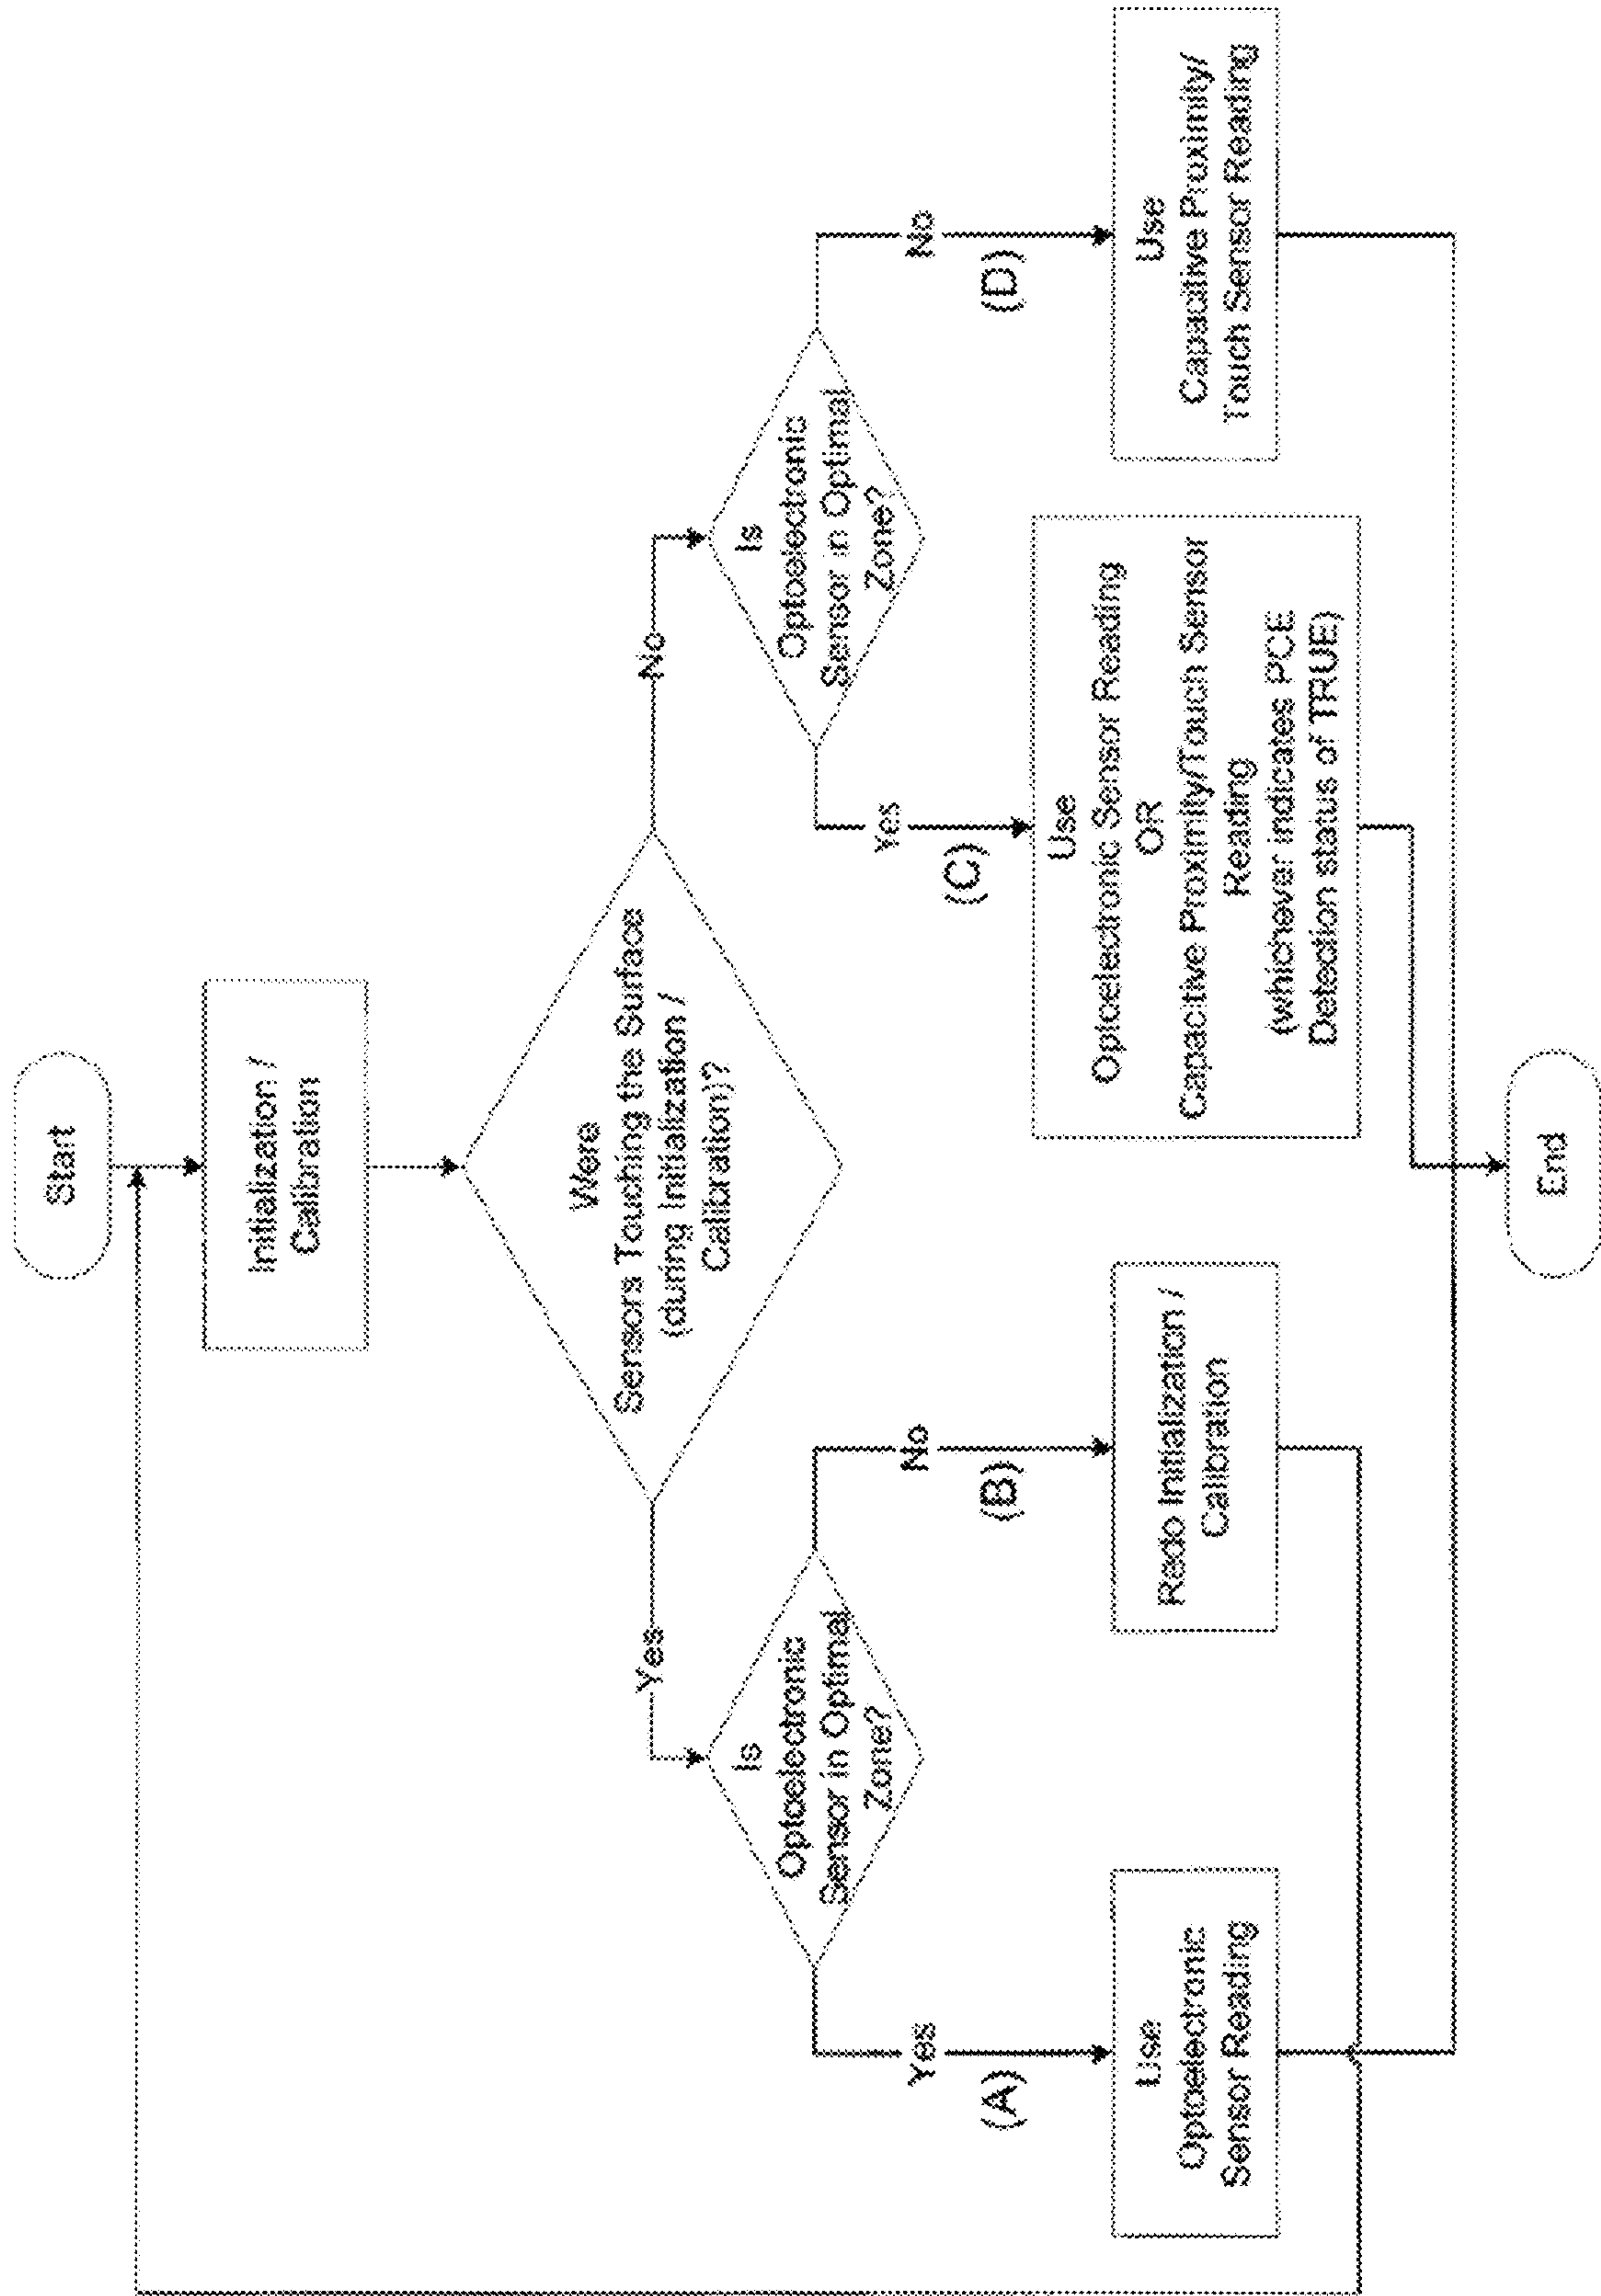 Start
Initialization /
Calibration
Were
Sensors Touching the Surface
(during Initialization /
Calibration)?
Yes
No
Is
Optoelectronic
Sensor in Optimal
Zone?
Is
Optoelectronic
Sensor in Optimal
Zone?
Yes
(A)
No
(B)
Yes
(C)
No
(D)
Use
Optoelectronic
Sensor Reading
Redo Initialization /
Calibration
Use
Optoelectronic Sensor Reading
OR
Capacitive Proximity/Touch Sensor
Reading
(whichever indicates PCE
Detection status of TRUE)
Use
Capacitive Proximity/
Touch Sensor Reading
End